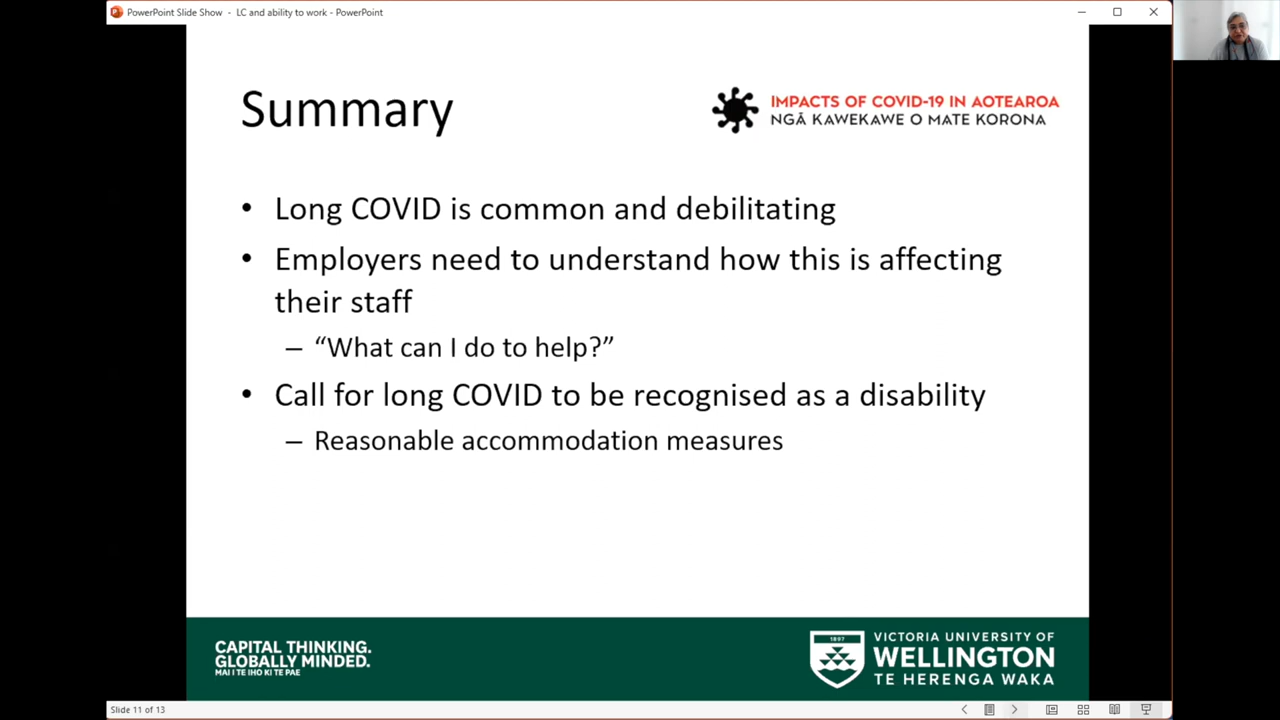 PowerPoint Slide Show - LC and ability to work - PowerPoint
Summary
IMPACTS OF COVID-19 IN AOTEAROA
NGĀ KAWEKAWE O MATE KORONA
• Long COVID is common and debilitating
• Employers need to understand how this is affecting
their staff
– “What can I do to help?”
• Call for long COVID to be recognised as a disability
– Reasonable accommodation measures
CAPITAL THINKING.
GLOBALLY MINDED.
MAI I TE IHO KI TE PAE
1897
VICTORIA UNIVERSITY OF
WELLINGTON
TE HERENGA WAKA
Slide 11 of 13